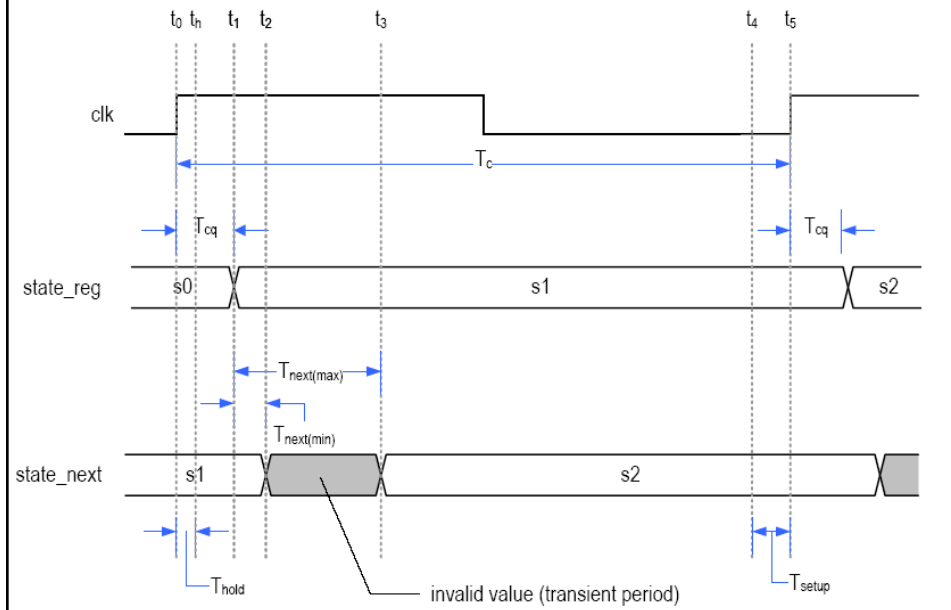 t0 th t1 t2 t3 t4 t5
clk
Tc
Tcq Tcq
state_reg s0 s1 s2
Tnext(max)
Tnext(min)
state_next s1 s2
Thold invalid value (transient period) Tsetup